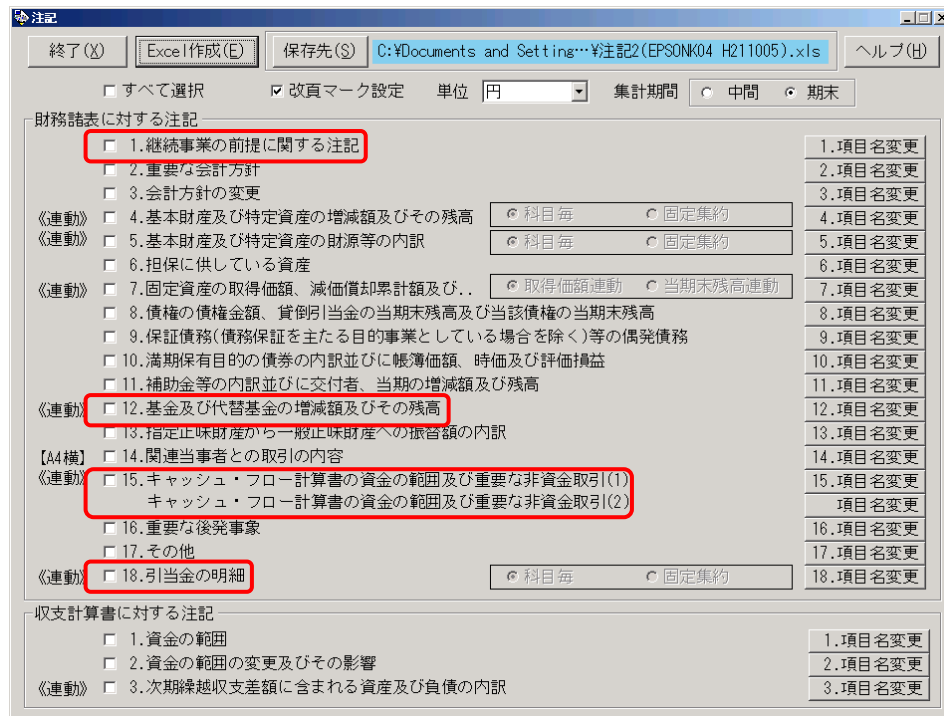 注記
終了(X) Excel作成(E) 保存先(S) C:¥Documents and Setting…¥注記2(EPSONK04 H211005).xls ヘルプ(H)
すべて選択 改頁マーク設定 単位 円 集計期間 中間 期末
財務諸表に対する注記
1.継続事業の前提に関する注記 1.項目名変更
2.重要な会計方針 2.項目名変更
3.会計方針の変更 3.項目名変更
《連動》 4.基本財産及び特定資産の増減額及びその残高 科目毎 固定集約 4.項目名変更
《連動》 5.基本財産及び特定資産の財源等の内訳 科目毎 固定集約 5.項目名変更
6.担保に供している資産 6.項目名変更
《連動》 7.固定資産の取得価額、減価償却累計額及び.. 取得価額連動 当期末残高連動 7.項目名変更
8.債権の債権金額、貸倒引当金の当期末残高及び当該債権の当期末残高 8.項目名変更
9.保証債務(債務保証を主たる目的事業としている場合を除く)等の偶発債務 9.項目名変更
10.満期保有目的の債券の内訳並びに帳簿価額、時価及び評価損益 10.項目名変更
11.補助金等の内訳並びに交付者、当期の増減額及び残高 11.項目名変更
《連動》 12.基金及び代替基金の増減額及びその残高 12.項目名変更
13.指定正味財産から一般正味財産への振替額の内訳 13.項目名変更
【A4横】 14.関連当事者との取引の内容 14.項目名変更
《連動》 15.キャッシュ・フロー計算書の資金の範囲及び重要な非資金取引(1) 15.項目名変更
キャッシュ・フロー計算書の資金の範囲及び重要な非資金取引(2) 項目名変更
16.重要な後発事象 16.項目名変更
17.その他 17.項目名変更
《連動》 18.引当金の明細 科目毎 固定集約 18.項目名変更
収支計算書に対する注記
1.資金の範囲 1.項目名変更
2.資金の範囲の変更及びその影響 2.項目名変更
《連動》 3.次期繰越収支差額に含まれる資産及び負債の内訳 3.項目名変更